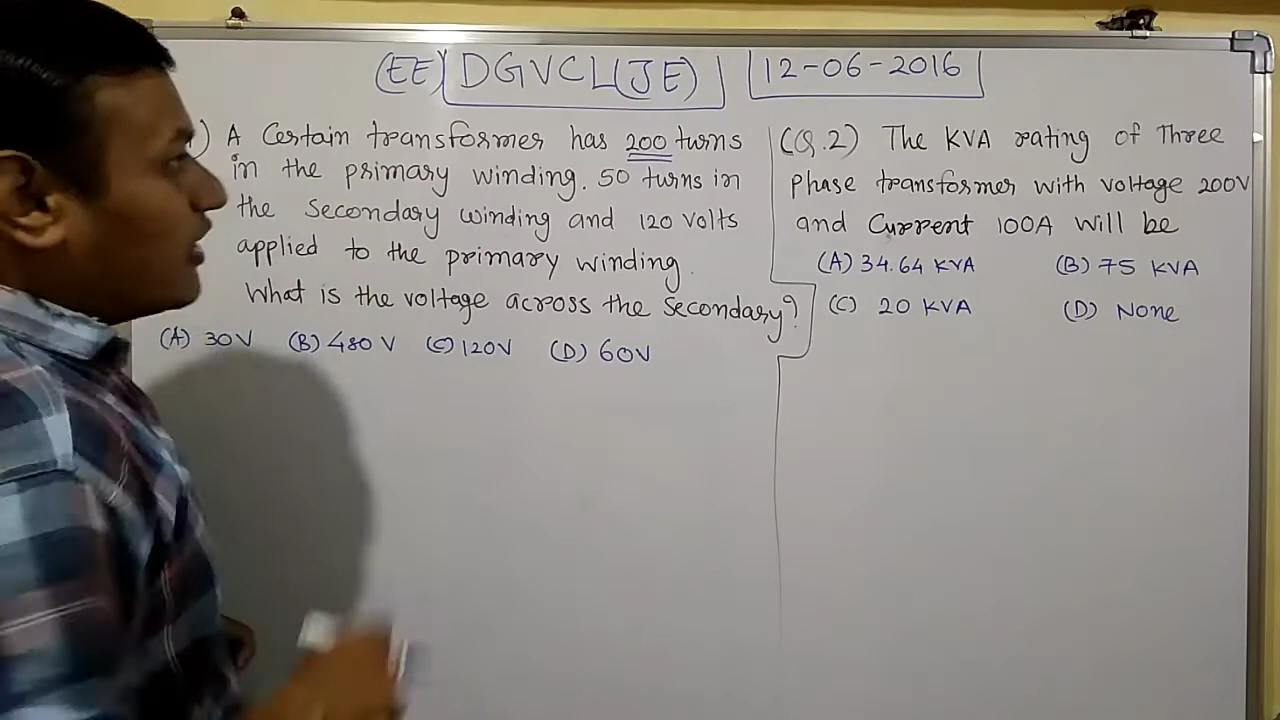 (EE) DGVCL(JE) 12-06-2016
) A Certain transformer has 200 turns
in the primary winding. 50 turns in
the secondary winding and 120 Volts
applied to the primary winding.
What is the voltage across the secondary?
(A) 30V (B) 480 V (C) 120V (D) 60V
(Q.2) The KVA rating of Three
phase transformer with voltage 200V
and Current 100A will be
(A) 34.64 KVA (B) 75 KVA
(C) 20 KVA (D) None